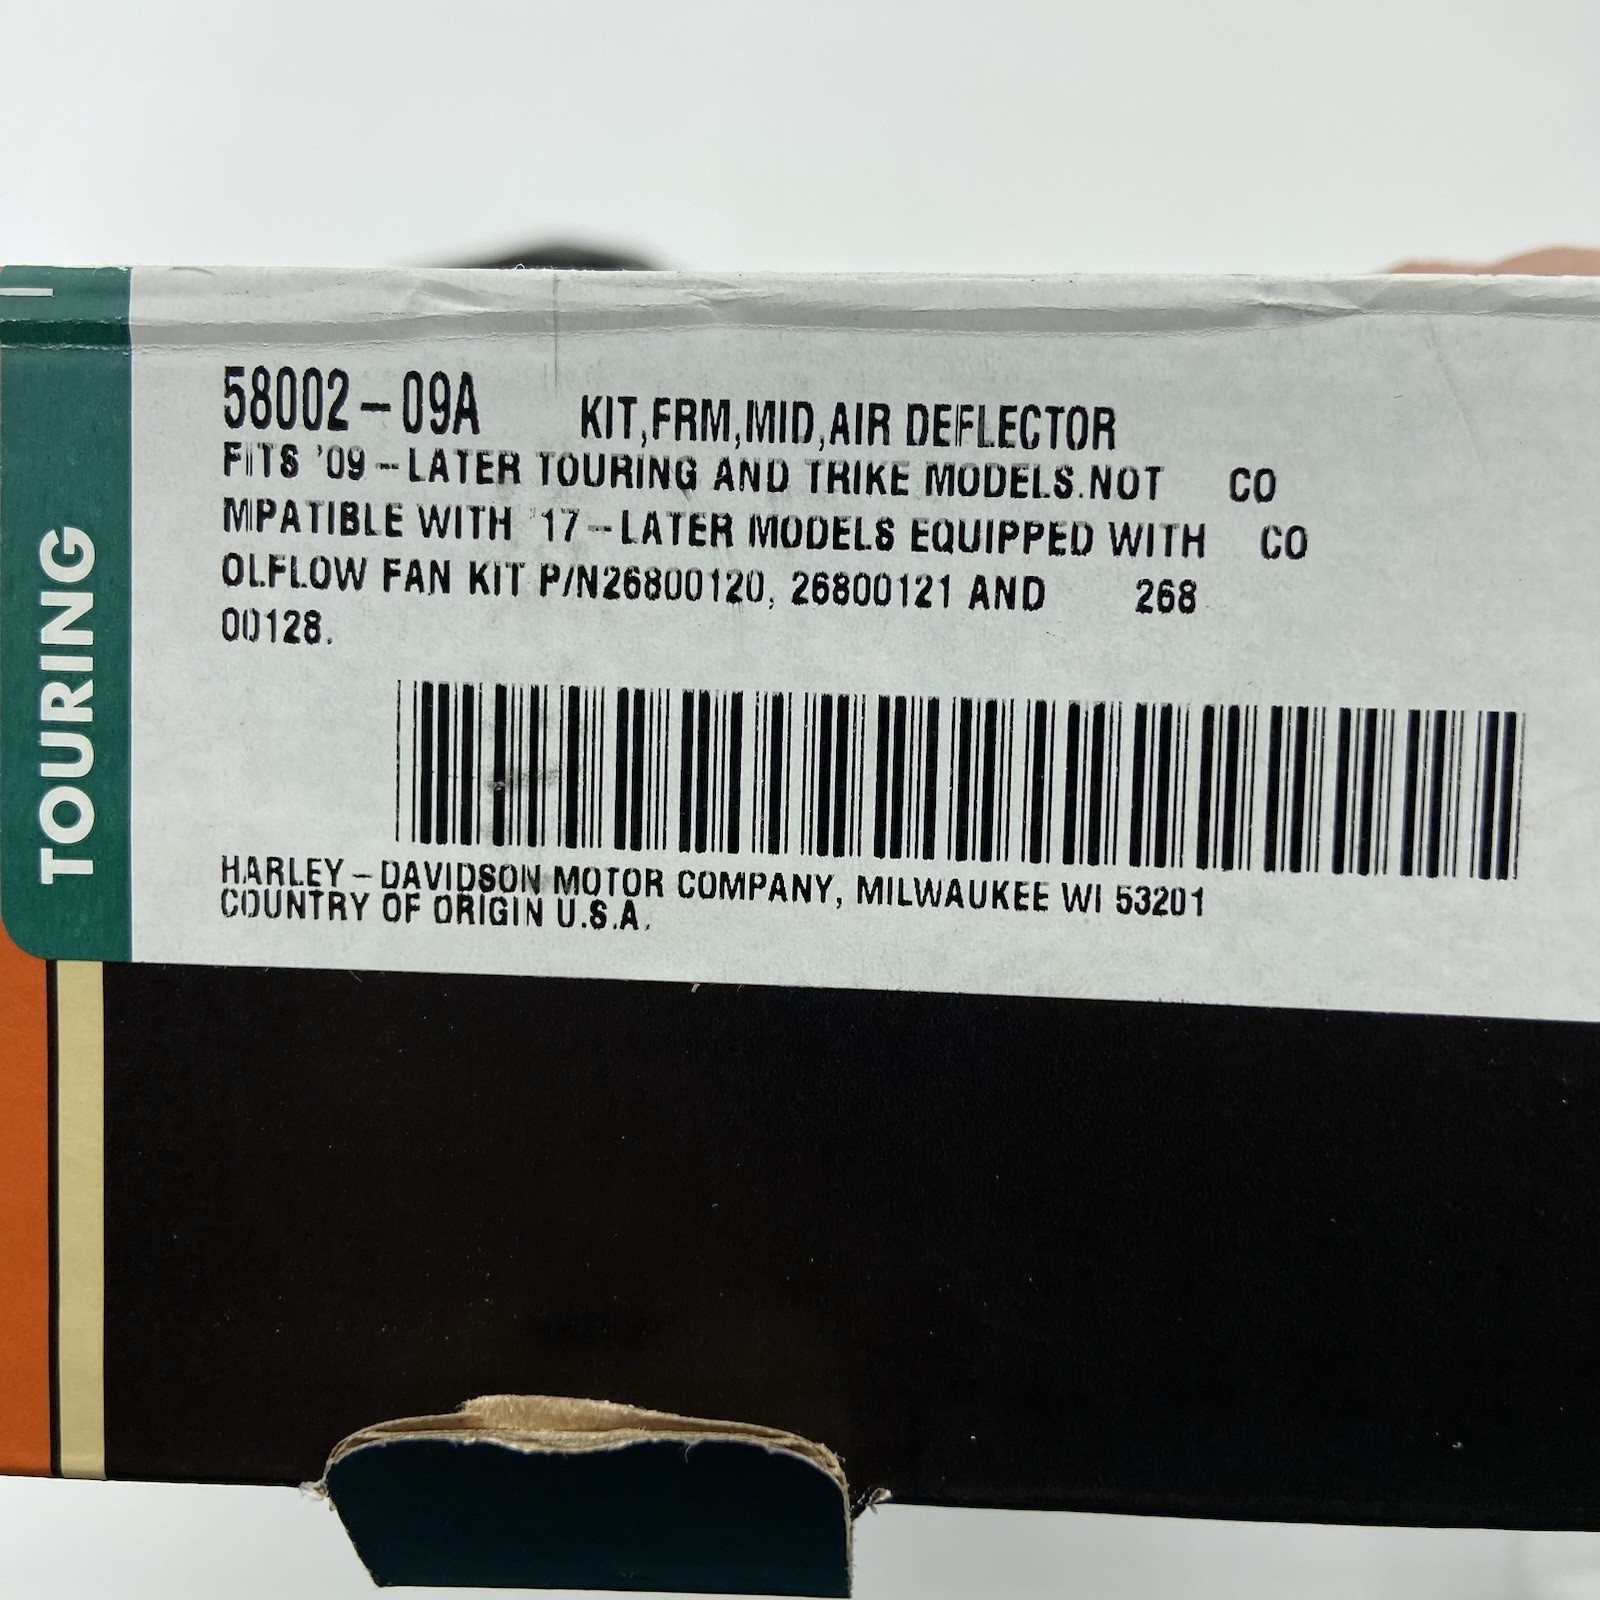 58002-09A KIT,FRM,MID,AIR DEFLECTOR
FITS '09-LATER TOURING AND TRIKE MODELS.NOT CO
MPATIBLE WITH '17-LATER MODELS EQUIPPED WITH CO
OLFLOW FAN KIT P/N26800120, 26800121 AND 268
00128.
HARLEY-DAVIDSON MOTOR COMPANY, MILWAUKEE WI 53201
COUNTRY OF ORIGIN U.S.A.
TOURING